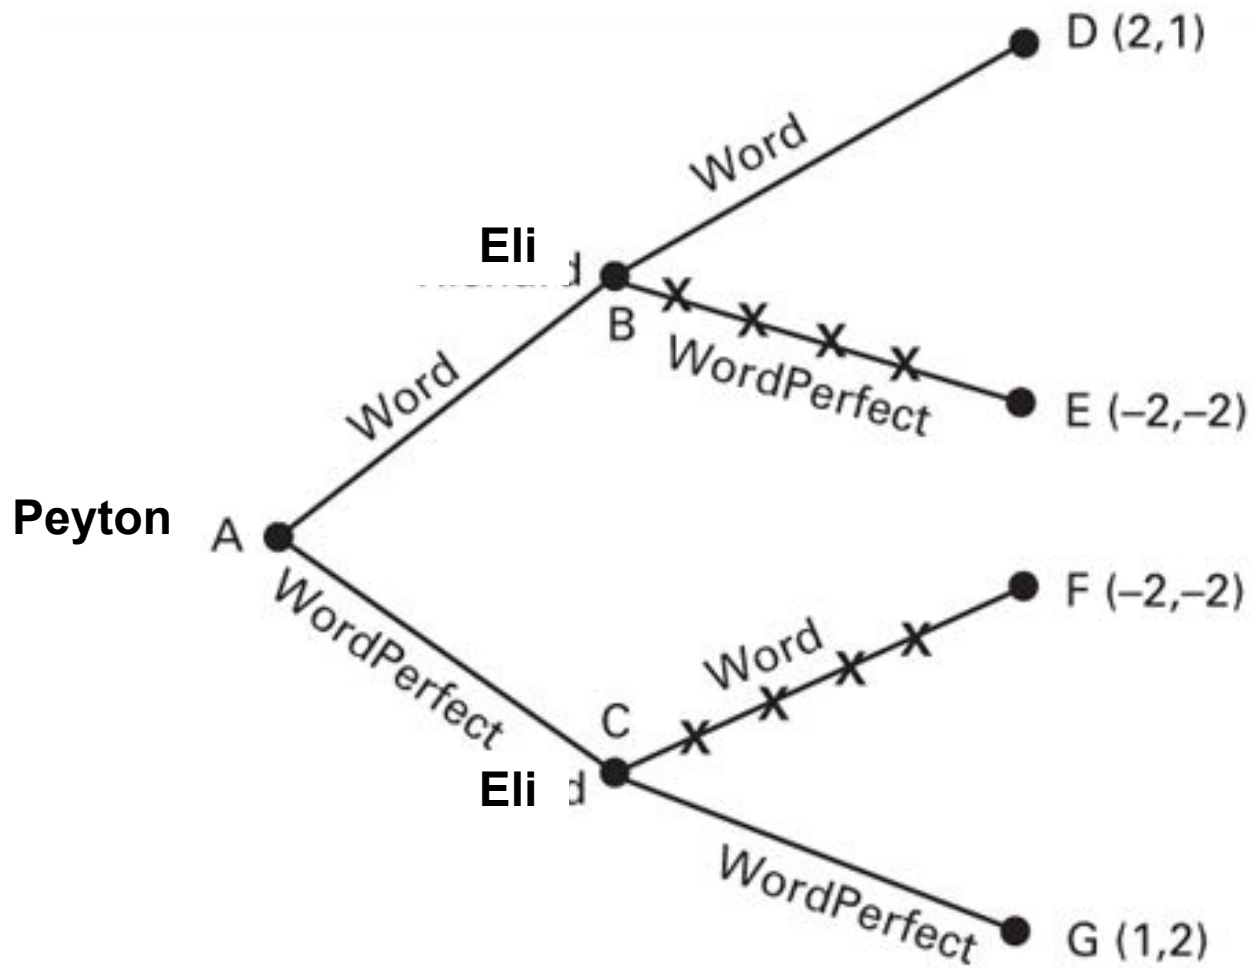 D (2,1)
Word
Eli
d
B
WordPerfect
E (–2,–2)
Word
Peyton
A
WordPerfect
F (–2,–2)
Word
C
Eli
d
WordPerfect
G (1,2)